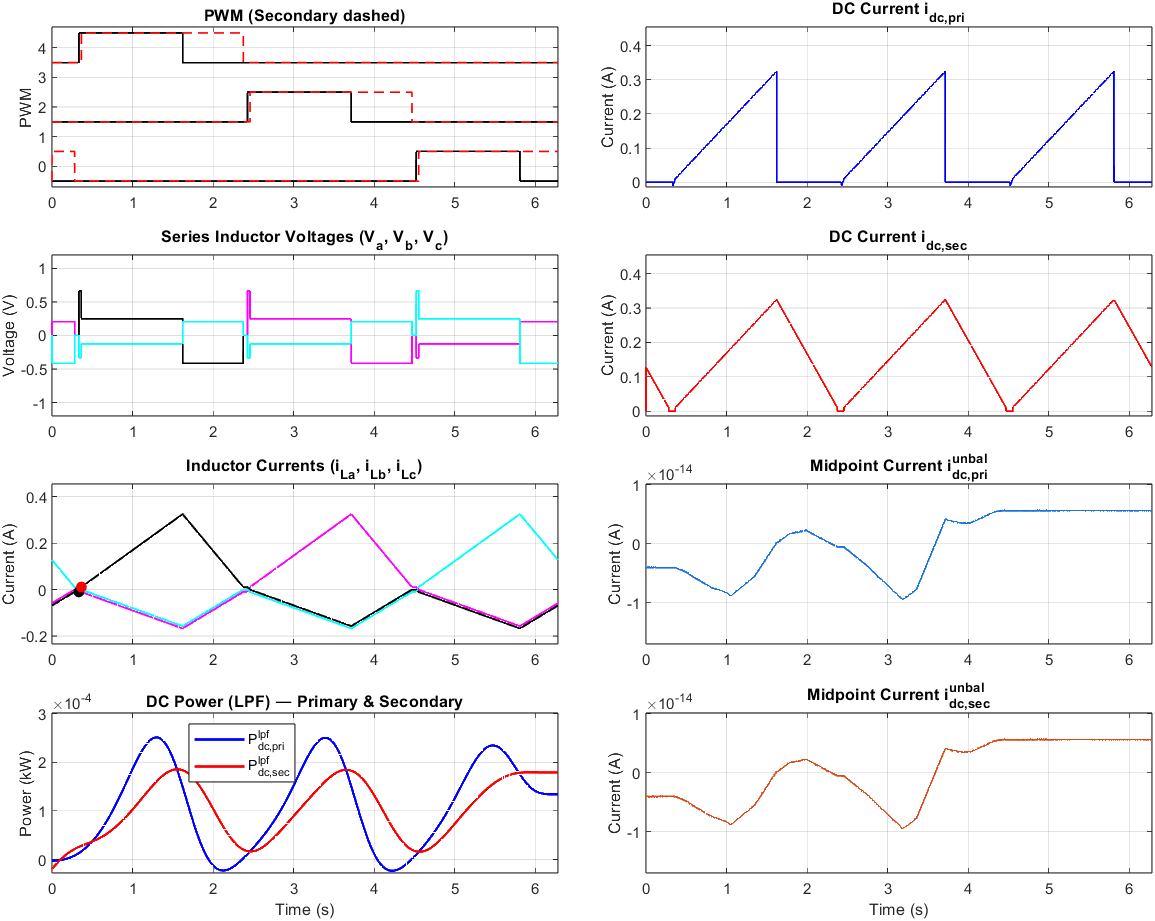 PWM (Secondary dashed)
PWM
4
3
2
1
0
0 1 2 3 4 5 6
DC Current i_dc,pri
Current (A)
0.4
0.3
0.2
0.1
0
0 1 2 3 4 5 6
Series Inductor Voltages (V_a, V_b, V_c)
Voltage (V)
1
0.5
0
-0.5
-1
0 1 2 3 4 5 6
DC Current i_dc,sec
Current (A)
0.4
0.3
0.2
0.1
0
0 1 2 3 4 5 6
Inductor Currents (i_La, i_Lb, i_Lc)
Current (A)
0.4
0.2
0
-0.2
0 1 2 3 4 5 6
Midpoint Current i^unbal_dc,pri
×10^-14
Current (A)
1
0
-1
0 1 2 3 4 5 6
DC Power (LPF) — Primary & Secondary
×10^-4
Power (kW)
3
2
1
0
P^lpf_dc,pri
P^lpf_dc,sec
0 1 2 3 4 5 6
Time (s)
Midpoint Current i^unbal_dc,sec
×10^-14
Current (A)
1
0
-1
0 1 2 3 4 5 6
Time (s)